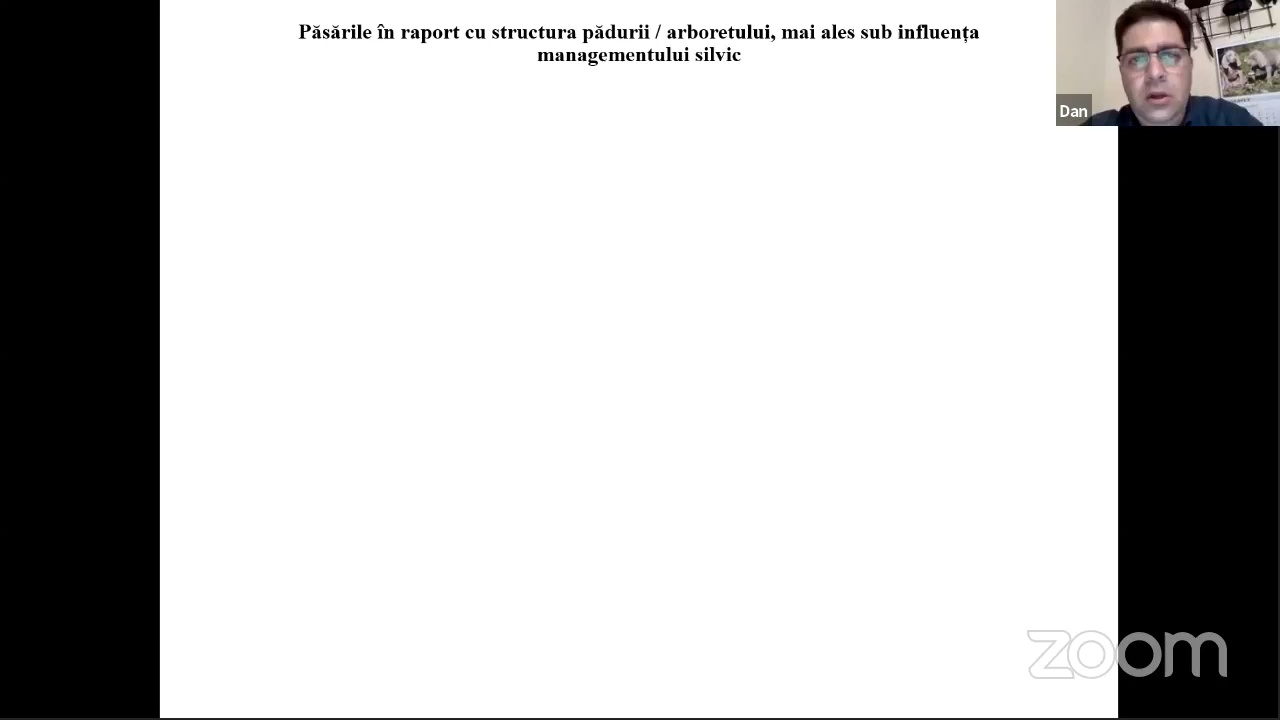 Păsările în raport cu structura pădurii / arboretului, mai ales sub influența
managementului silvic
Dan
zoom